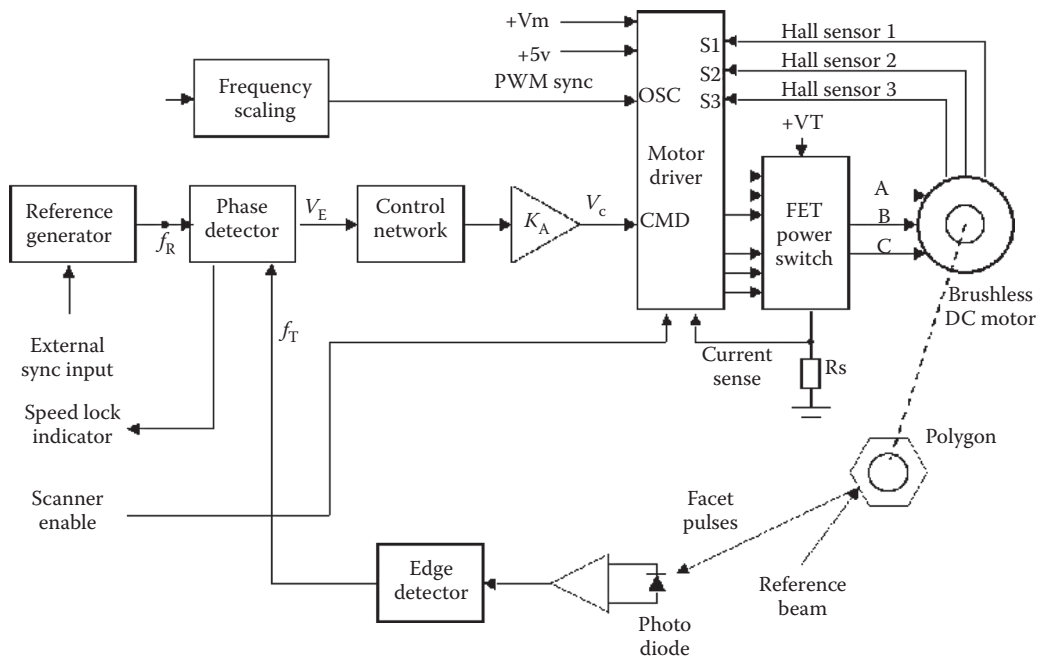 +Vm
+5v
PWM sync
Frequency
scaling
OSC
S1
S2
S3
Hall sensor 1
Hall sensor 2
Hall sensor 3
Motor
driver
+VT
Reference
generator
f_R
Phase
detector
V_E
Control
network
K_A
V_c
CMD
FET
power
switch
A
B
C
Brushless
DC motor
External
sync input
f_T
Current
sense
Rs
Speed lock
indicator
Polygon
Scanner
enable
Facet
pulses
Edge
detector
Photo
diode
Reference
beam